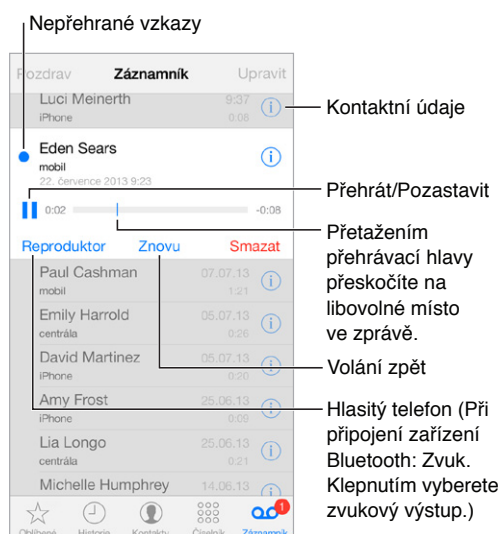 Nepřehrané vzkazy
Pozdrav Záznamník Upravit
Luci Meinerth 9:37
iPhone 0:08
Kontaktní údaje
Eden Sears
mobil
22. července 2013 9:23
Přehrát/Pozastavit
0:02 -0:08
Reproduktor Znovu Smazat
Přetažením
přehrávací hlavy
přeskočíte na
libovolné místo
ve zprávě.
Paul Cashman 07.07.13
mobil 1:21
Emily Harrold 05.07.13
centrála 0:26
David Martinez 05.07.13
iPhone 0:20
Volání zpět
Amy Frost 25.06.13
iPhone 0:09
Hlasitý telefon (Při
připojení zařízení
Bluetooth: Zvuk.
Klepnutím vyberete
zvukový výstup.)
Lia Longo 25.06.13
centrála 0:21
Michelle Humphrey 14.06.13
1
Oblíbené Historie Kontakty Číselník Záznamník